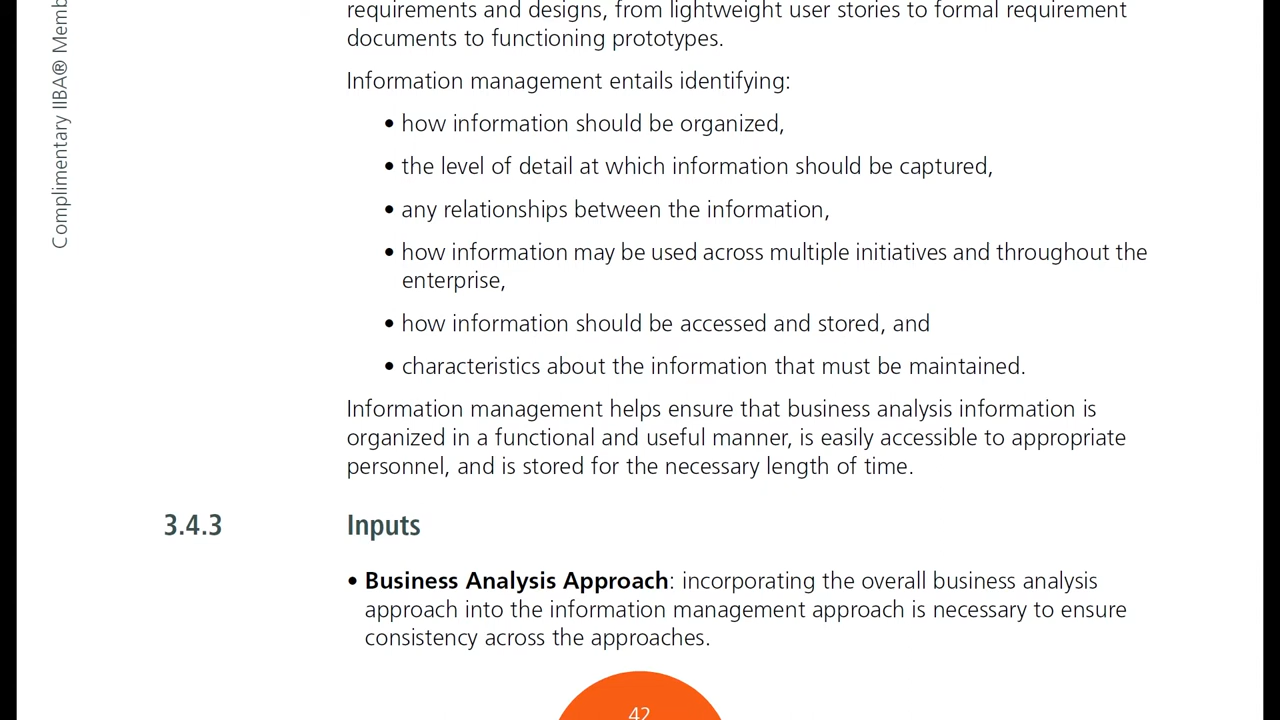 requirements and designs, from lightweight user stories to formal requirement
documents to functioning prototypes.
Information management entails identifying:
• how information should be organized,
• the level of detail at which information should be captured,
• any relationships between the information,
• how information may be used across multiple initiatives and throughout the
enterprise,
• how information should be accessed and stored, and
• characteristics about the information that must be maintained.
Information management helps ensure that business analysis information is
organized in a functional and useful manner, is easily accessible to appropriate
personnel, and is stored for the necessary length of time.
3.4.3 Inputs
• Business Analysis Approach: incorporating the overall business analysis
approach into the information management approach is necessary to ensure
consistency across the approaches.
42
Complimentary IIBA® Memb